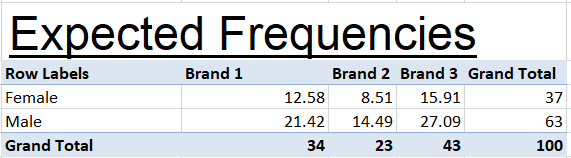 Expected Frequencies
Row Labels Brand 1 Brand 2 Brand 3 Grand Total
Female 12.58 8.51 15.91 37
Male 21.42 14.49 27.09 63
Grand Total 34 23 43 100